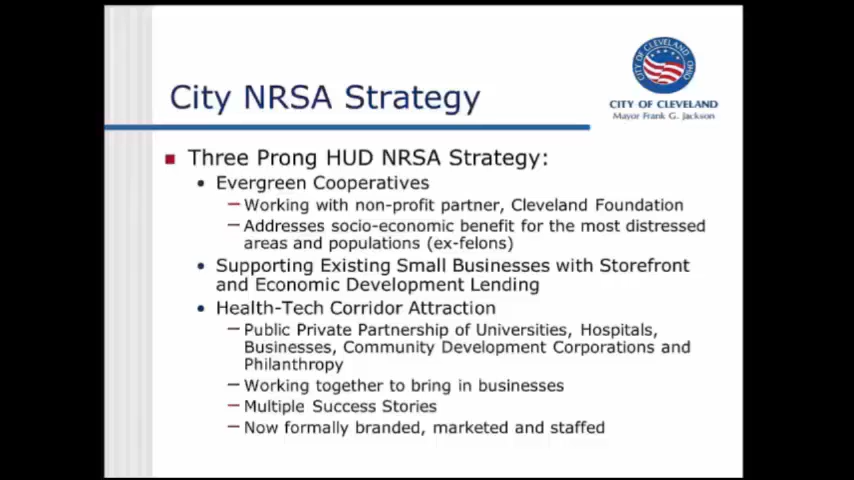 CITY OF CLEVELAND OHIO
City NRSA Strategy
CITY OF CLEVELAND
Mayor Frank G. Jackson
Three Prong HUD NRSA Strategy:
• Evergreen Cooperatives
– Working with non-profit partner, Cleveland Foundation
– Addresses socio-economic benefit for the most distressed
areas and populations (ex-felons)
• Supporting Existing Small Businesses with Storefront
and Economic Development Lending
• Health-Tech Corridor Attraction
– Public Private Partnership of Universities, Hospitals,
Businesses, Community Development Corporations and
Philanthropy
– Working together to bring in businesses
– Multiple Success Stories
– Now formally branded, marketed and staffed